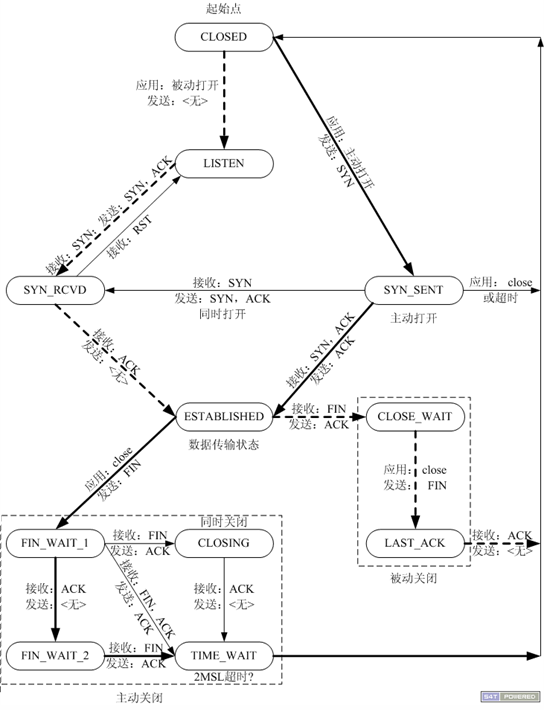 起始点
CLOSED
应用：被动打开
发送：<无>
应用：主动打开
发送：SYN
LISTEN
接收：SYN；发送：SYN，ACK
接收：RST
SYN_RCVD
接收：SYN
发送：SYN，ACK
同时打开
SYN_SENT
主动打开
应用：close
或超时
接收：ACK
发送：<无>
接收：SYN，ACK
发送：ACK
ESTABLISHED
数据传输状态
接收：FIN
发送：ACK
CLOSE_WAIT
应用：close
发送：FIN
应用：close
发送： FIN
同时关闭
FIN_WAIT_1
接收：FIN
发送：ACK
CLOSING
LAST_ACK
接收：ACK
发送：<无>
被动关闭
接收：ACK
发送：<无>
接收：FIN，ACK
发送：ACK
接收：ACK
发送：<无>
FIN_WAIT_2
接收：FIN
发送：ACK
TIME_WAIT
2MSL超时?
主动关闭
S4T POWERED